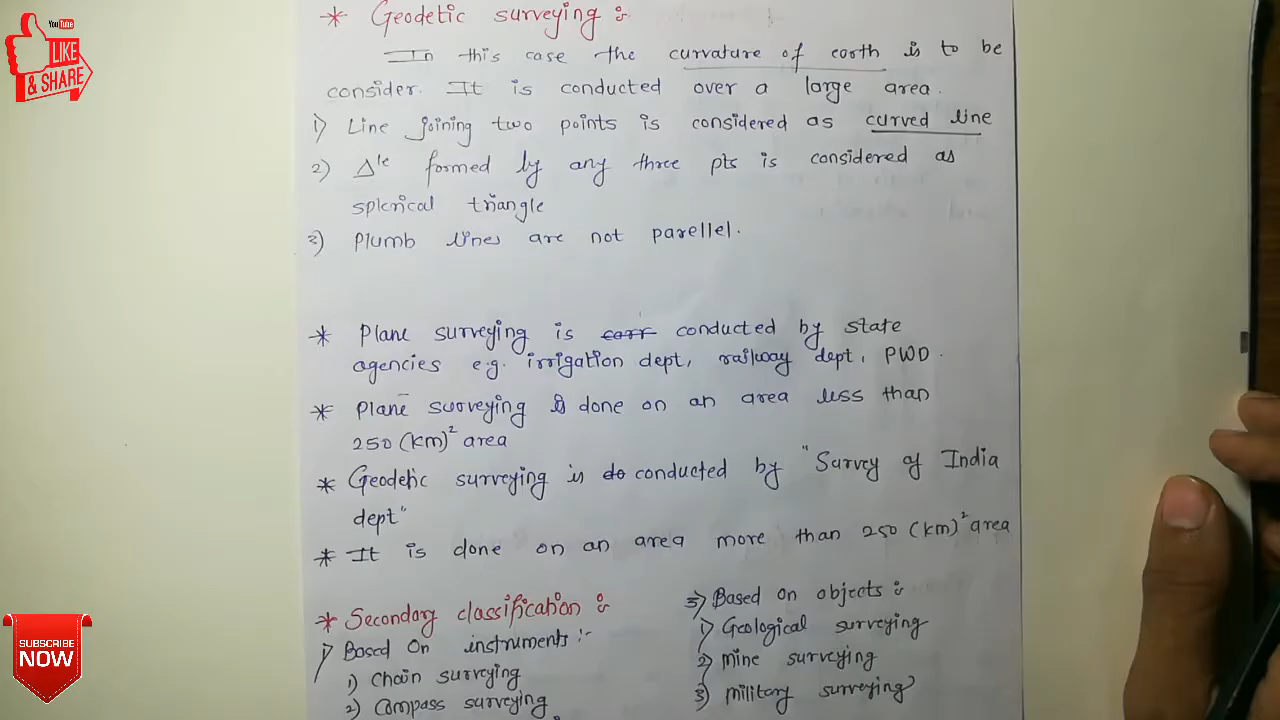 YouTube
LIKE
& SHARE
* Geodetic surveying :-
In this case the curvature of earth is to be
consider. It is conducted over a large area.
1) Line joining two points is considered as curved line
2) Δle formed by any three pts is considered as
spherical triangle
3) Plumb lines are not parellel.
* Plane surveying is conducted by state
agencies e.g. irrigation dept, railway dept, PWD.
* Plane surveying is done on an area less than
250 (km)² area
* Geodetic surveying is do conducted by "Survey of India
dept"
* It is done on an area more than 250 (km)² area
* Secondary classification :-
1) Based on instruments :-
1) chain surveying
2) compass surveying
3) Based on objects :-
1) Geological surveying
2) mine surveying
3) military surveying
SUBSCRIBE
NOW